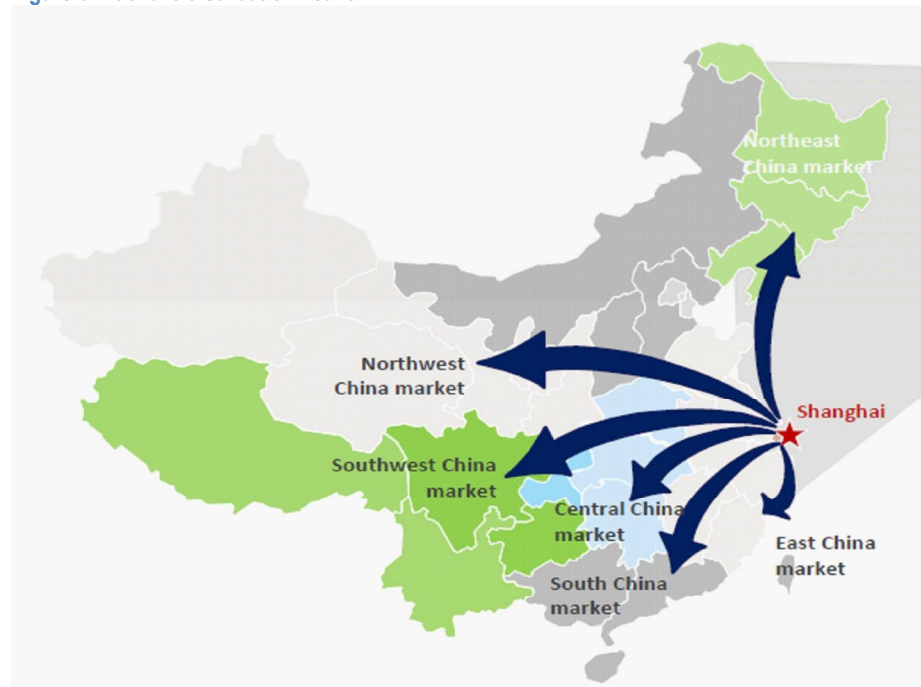 Northeast
China market
Northwest
China market
Shanghai
Southwest China
market
Central China
market
East China
market
South China
market